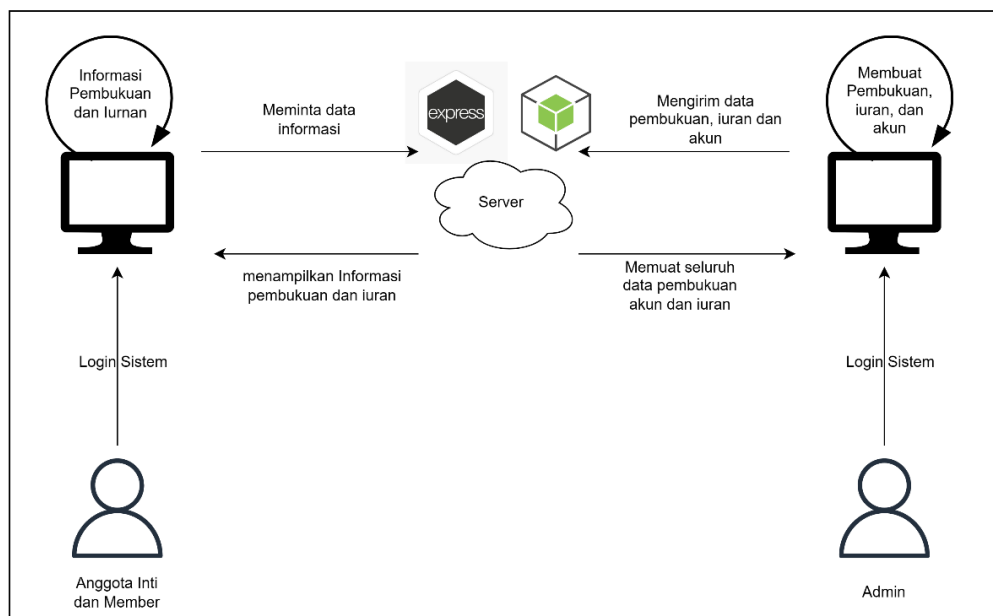 Informasi
Pembukuan
dan Iurnan
Meminta data
informasi
express
Mengirim data
pembukuan, iuran dan
akun
Membuat
Pembukuan,
iuran, dan
akun
Server
menampilkan Informasi
pembukuan dan iuran
Memuat seluruh
data pembukuan
akun dan iuran
Login Sistem
Login Sistem
Anggota Inti
dan Member
Admin